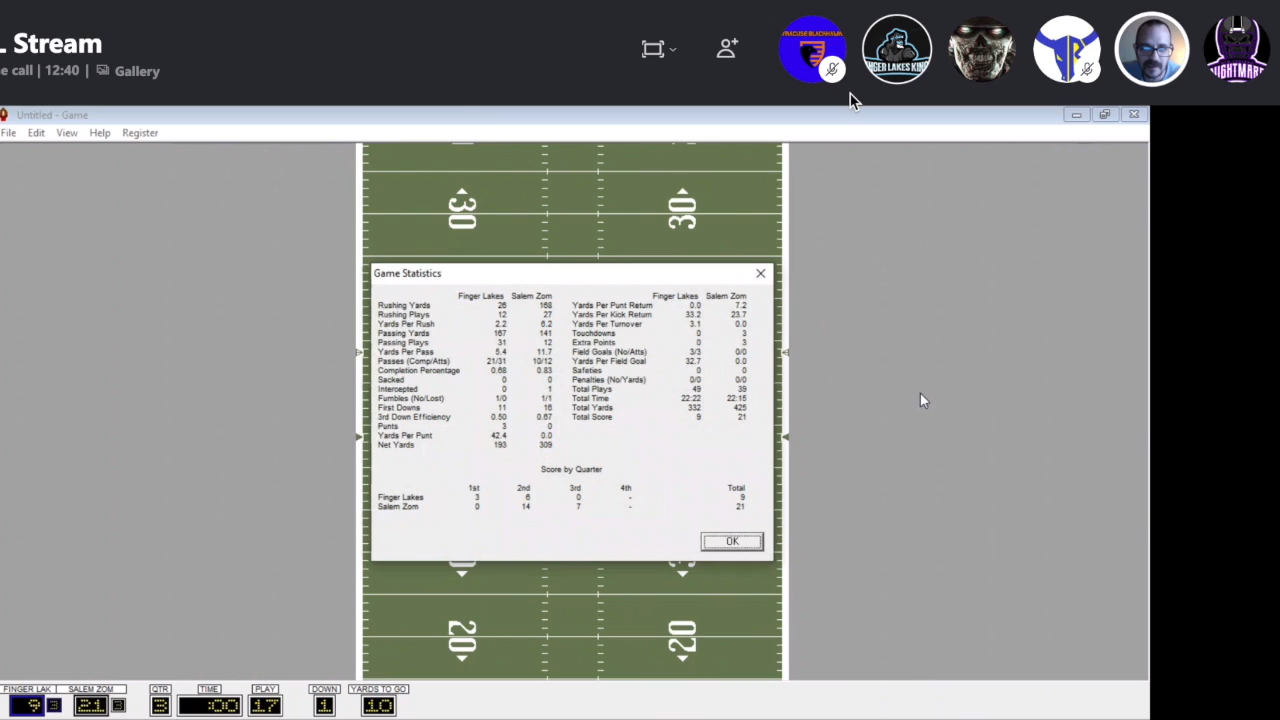 L Stream
e call | 12:40 | Gallery
Untitled - Game
File Edit View Help Register
30 30
Game Statistics
Finger Lakes Salem Zom
Rushing Yards 26 168
Rushing Plays 12 27
Yards Per Rush 2.2 6.2
Passing Yards 167 141
Passing Plays 31 12
Yards Per Pass 5.4 11.7
Passes (Comp/Atts) 21/31 10/12
Completion Percentage 0.68 0.83
Sacked 0 0
Intercepted 0 1
Fumbles (No/Lost) 1/0 1/1
First Downs 11 16
3rd Down Efficiency 0.50 0.67
Punts 3 0
Yards Per Punt 42.4 0.0
Net Yards 193 309
Finger Lakes Salem Zom
Yards Per Punt Return 0.0 7.2
Yards Per Kick Return 33.2 23.7
Yards Per Turnover 3.1 0.0
Touchdowns 0 3
Extra Points 0 3
Field Goals (No/Atts) 3/3 0/0
Yards Per Field Goal 32.7 0.0
Safeties 0 0
Penalties (No/Yards) 0/0 0/0
Total Plays 49 39
Total Time 22:22 22:15
Total Yards 332 425
Total Score 9 21
Score by Quarter
1st 2nd 3rd 4th Total
Finger Lakes 3 6 0 - 9
Salem Zom 0 14 7 - 21
OK
20 20
FINGER LAK SALEM ZOM QTR TIME PLAY DOWN YARDS TO GO
9 3 21 3 3 :00 17 1 10